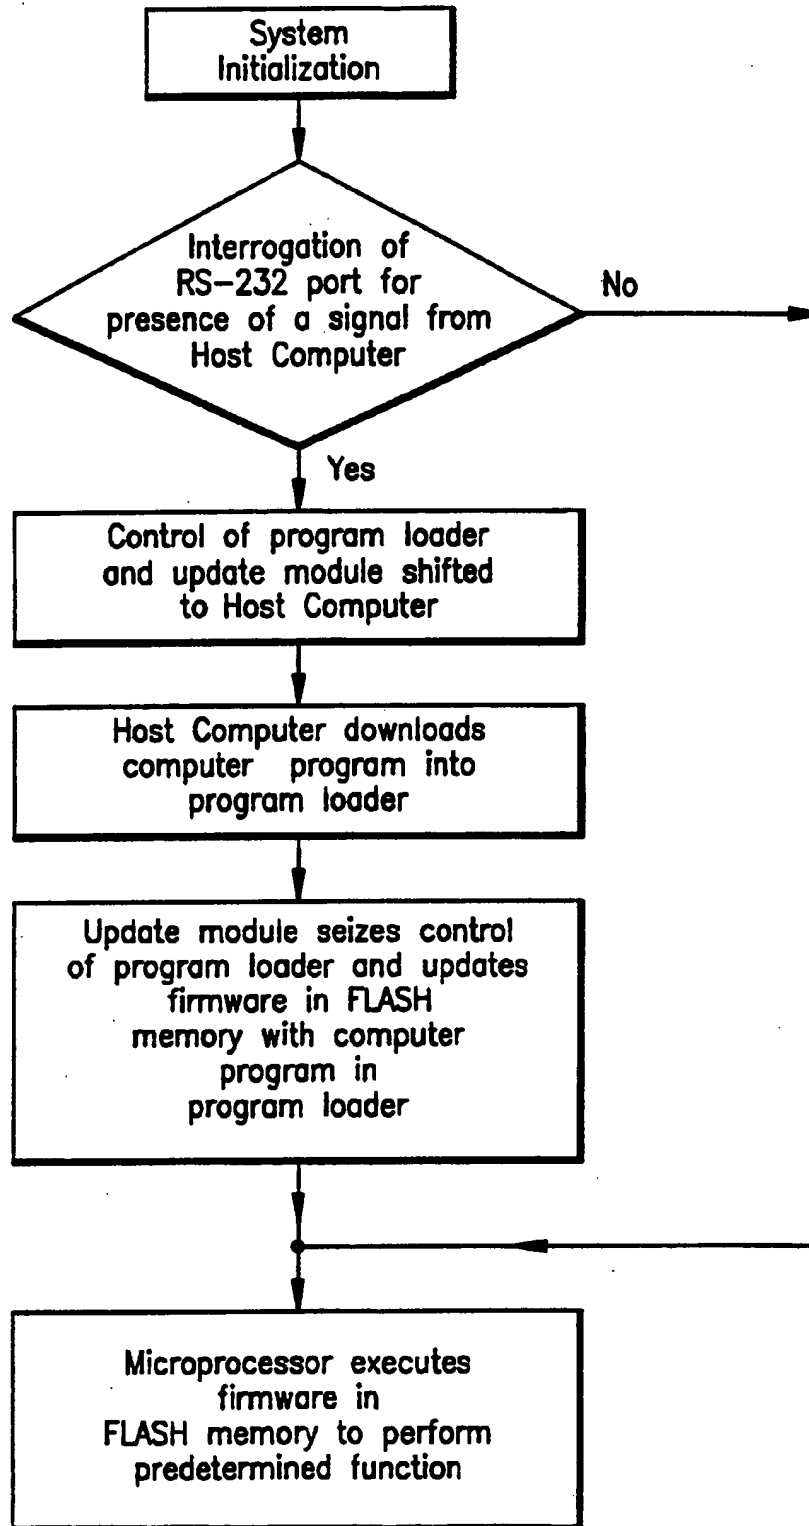 System
Initialization
Interrogation of
RS-232 port for
presence of a signal from
Host Computer
No
Yes
Control of program loader
and update module shifted
to Host Computer
Host Computer downloads
computer program into
program loader
Update module seizes control
of program loader and updates
firmware in FLASH
memory with computer
program in
program loader
Microprocessor executes
firmware in
FLASH memory to perform
predetermined function